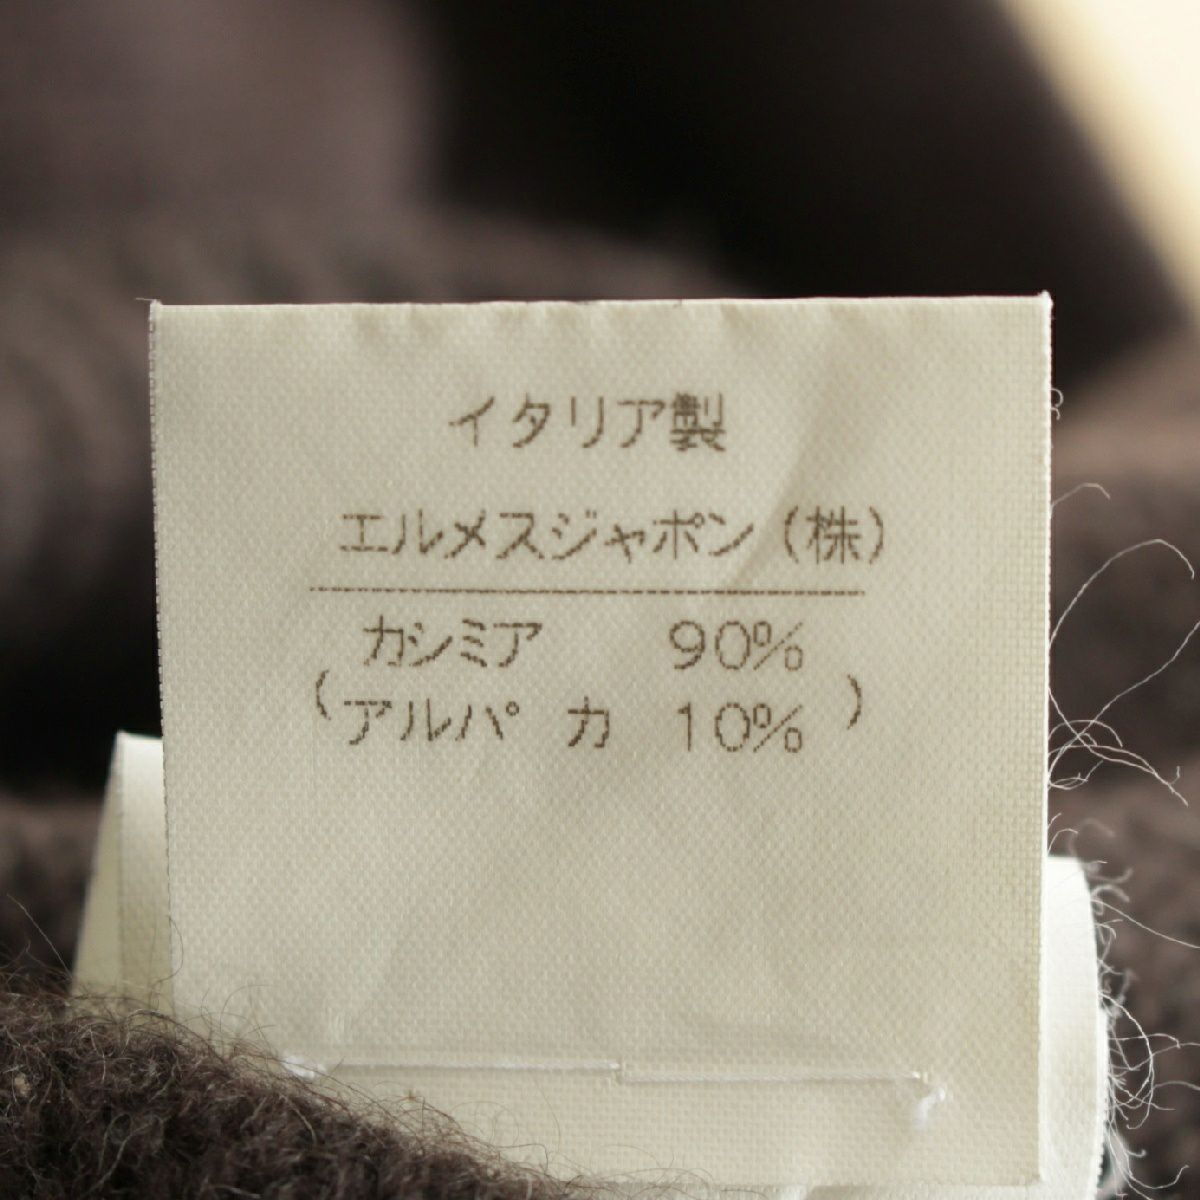 イタリア製
エルメスジャポン(株)
カシミア 90%
(アルパカ 10%)